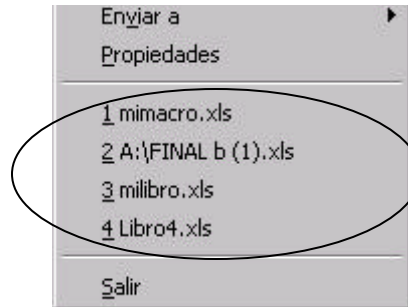 Enviar a
Propiedades
1 mimacro.xls
2 A:\FINAL b (1).xls
3 milibro.xls
4 Libro4.xls
Salir